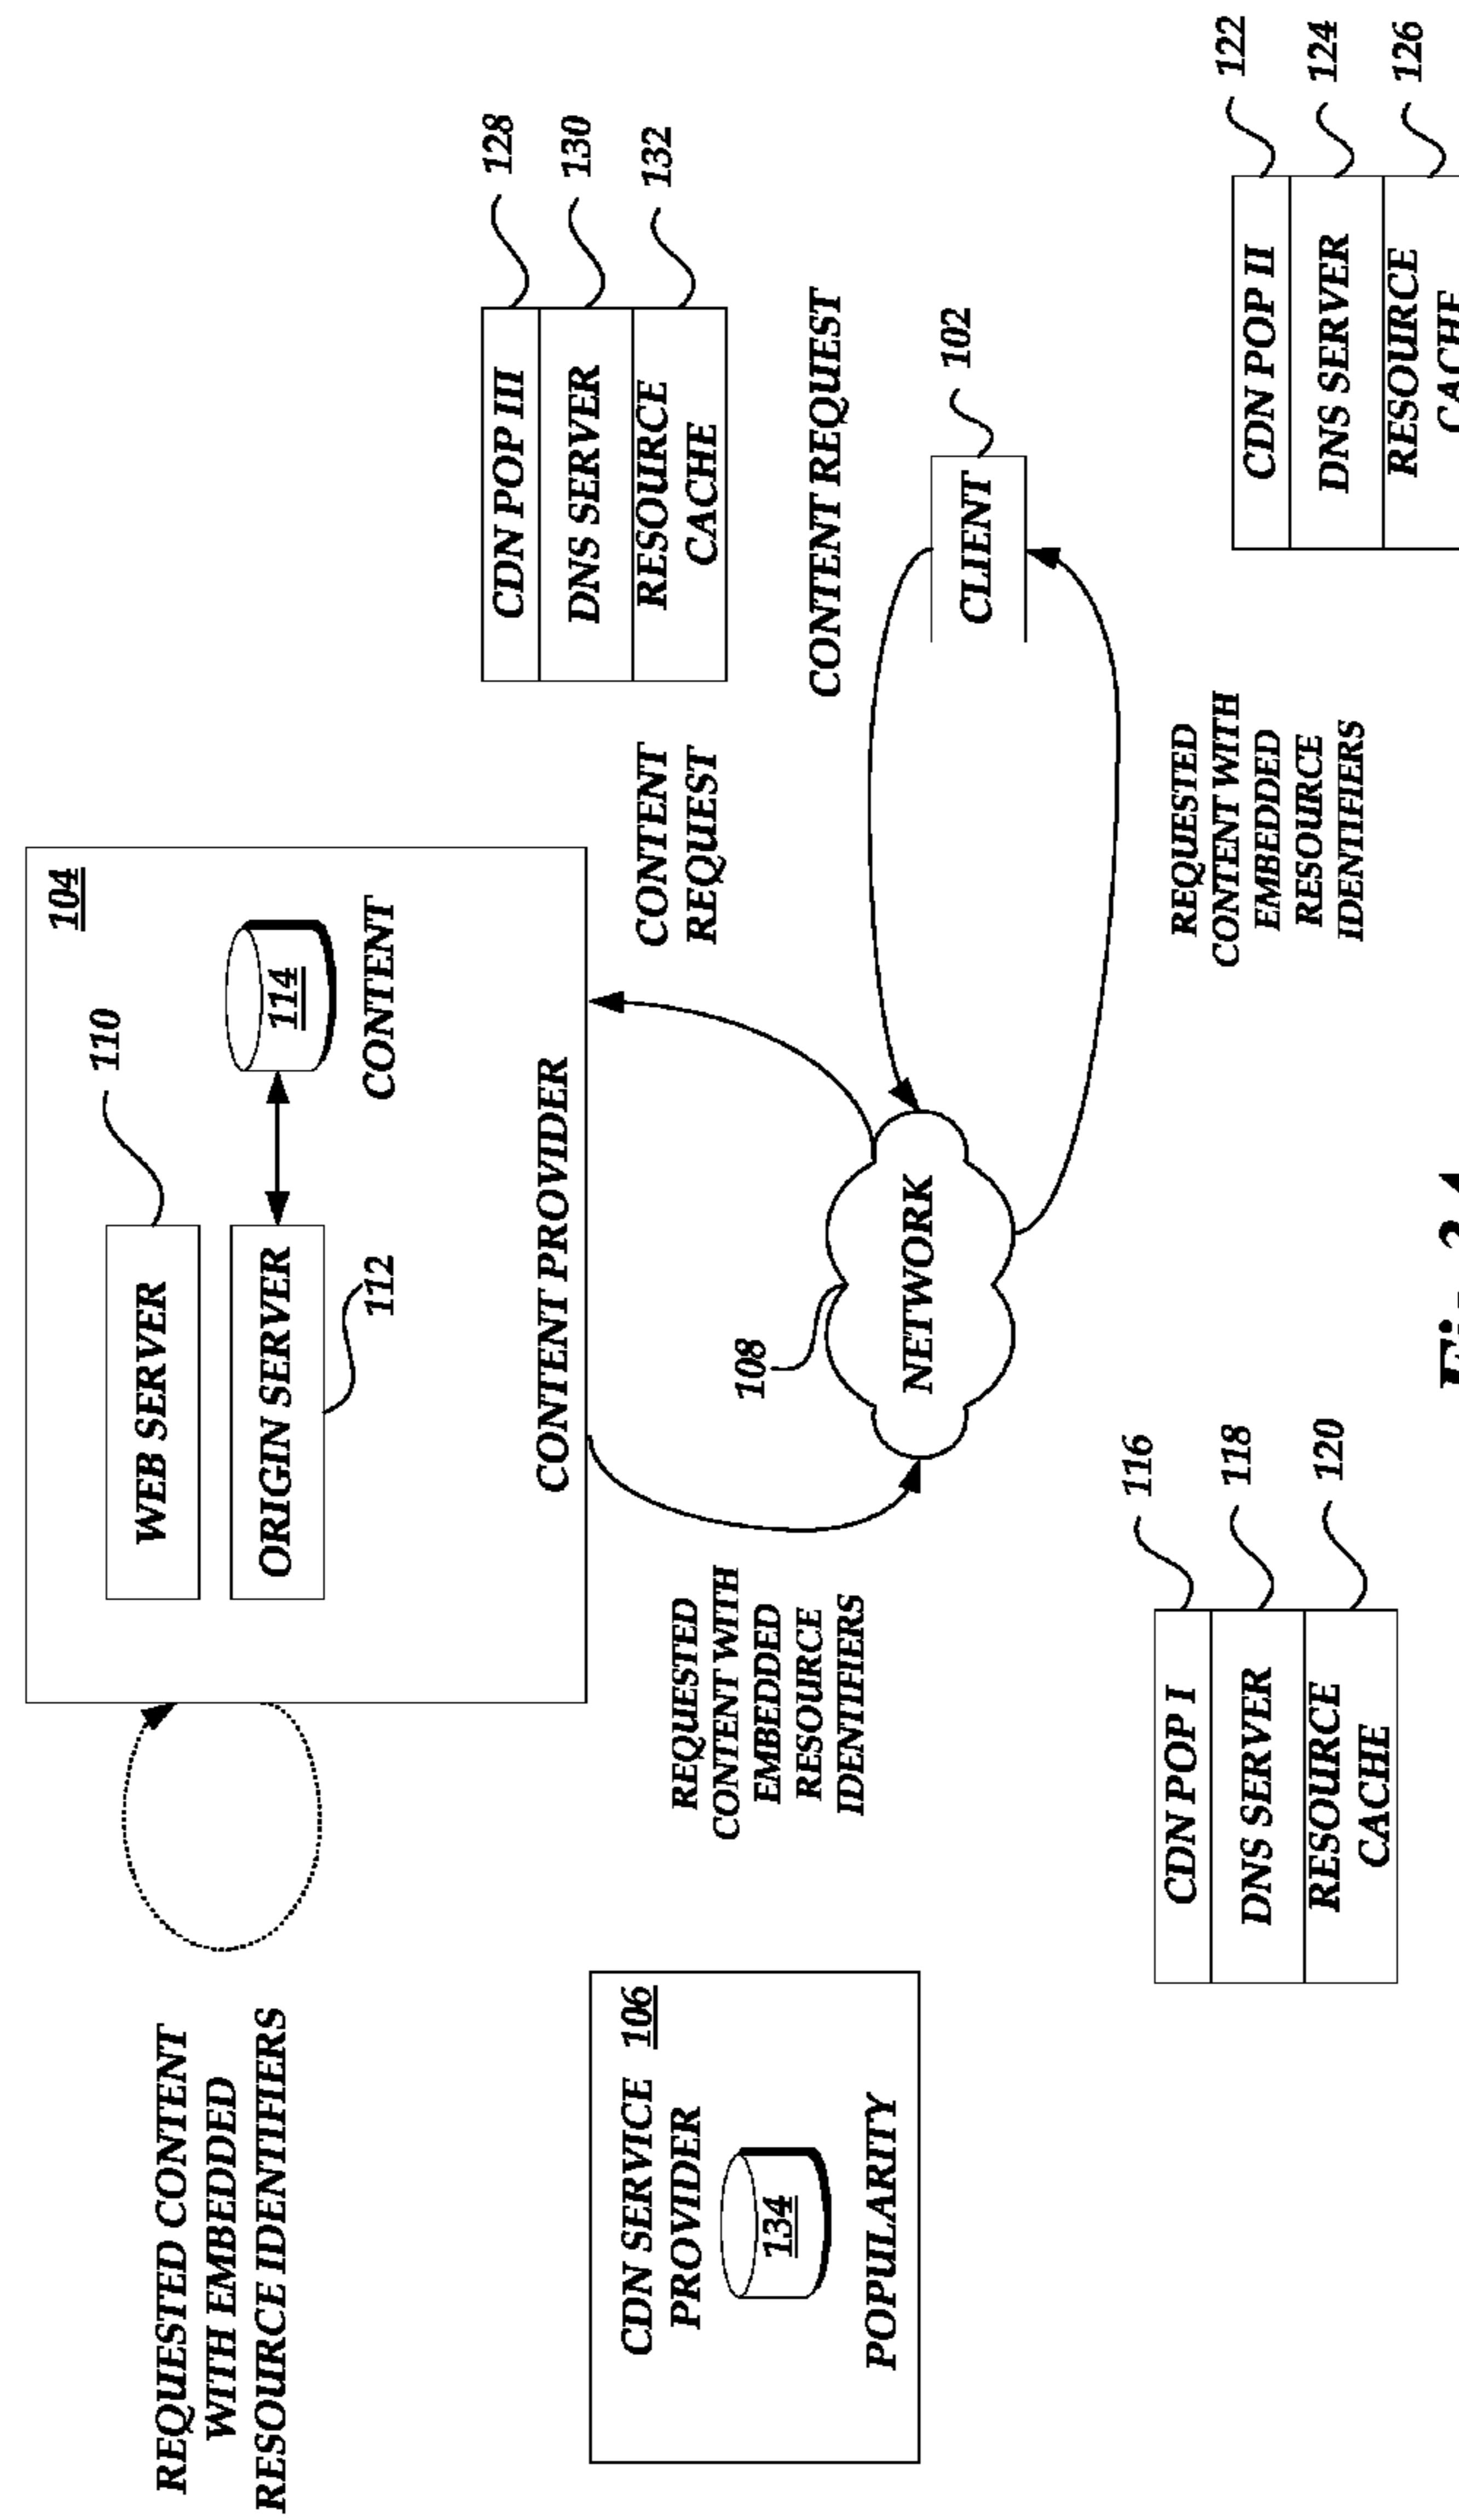 REQUESTED CONTENT
WITH EMBEDDED
RESOURCE IDENTIFIERS
104
WEB SERVER
110
ORIGIN SERVER
112
114
CONTENT
CONTENT PROVIDER
CDN SERVICE
PROVIDER
106
134
POPULARITY
REQUESTED
CONTENT WITH
EMBEDDED
RESOURCE
IDENTIFIERS
108
NETWORK
CONTENT
REQUEST
CDN POP III
DNS SERVER
RESOURCE
CACHE
128
130
132
CONTENT REQUEST
CLIENT
102
REQUESTED
CONTENT WITH
EMBEDDED
RESOURCE
IDENTIFIERS
CDN POP I
DNS SERVER
RESOURCE
CACHE
116
118
120
CDN POP II
DNS SERVER
RESOURCE
CACHE
122
124
126